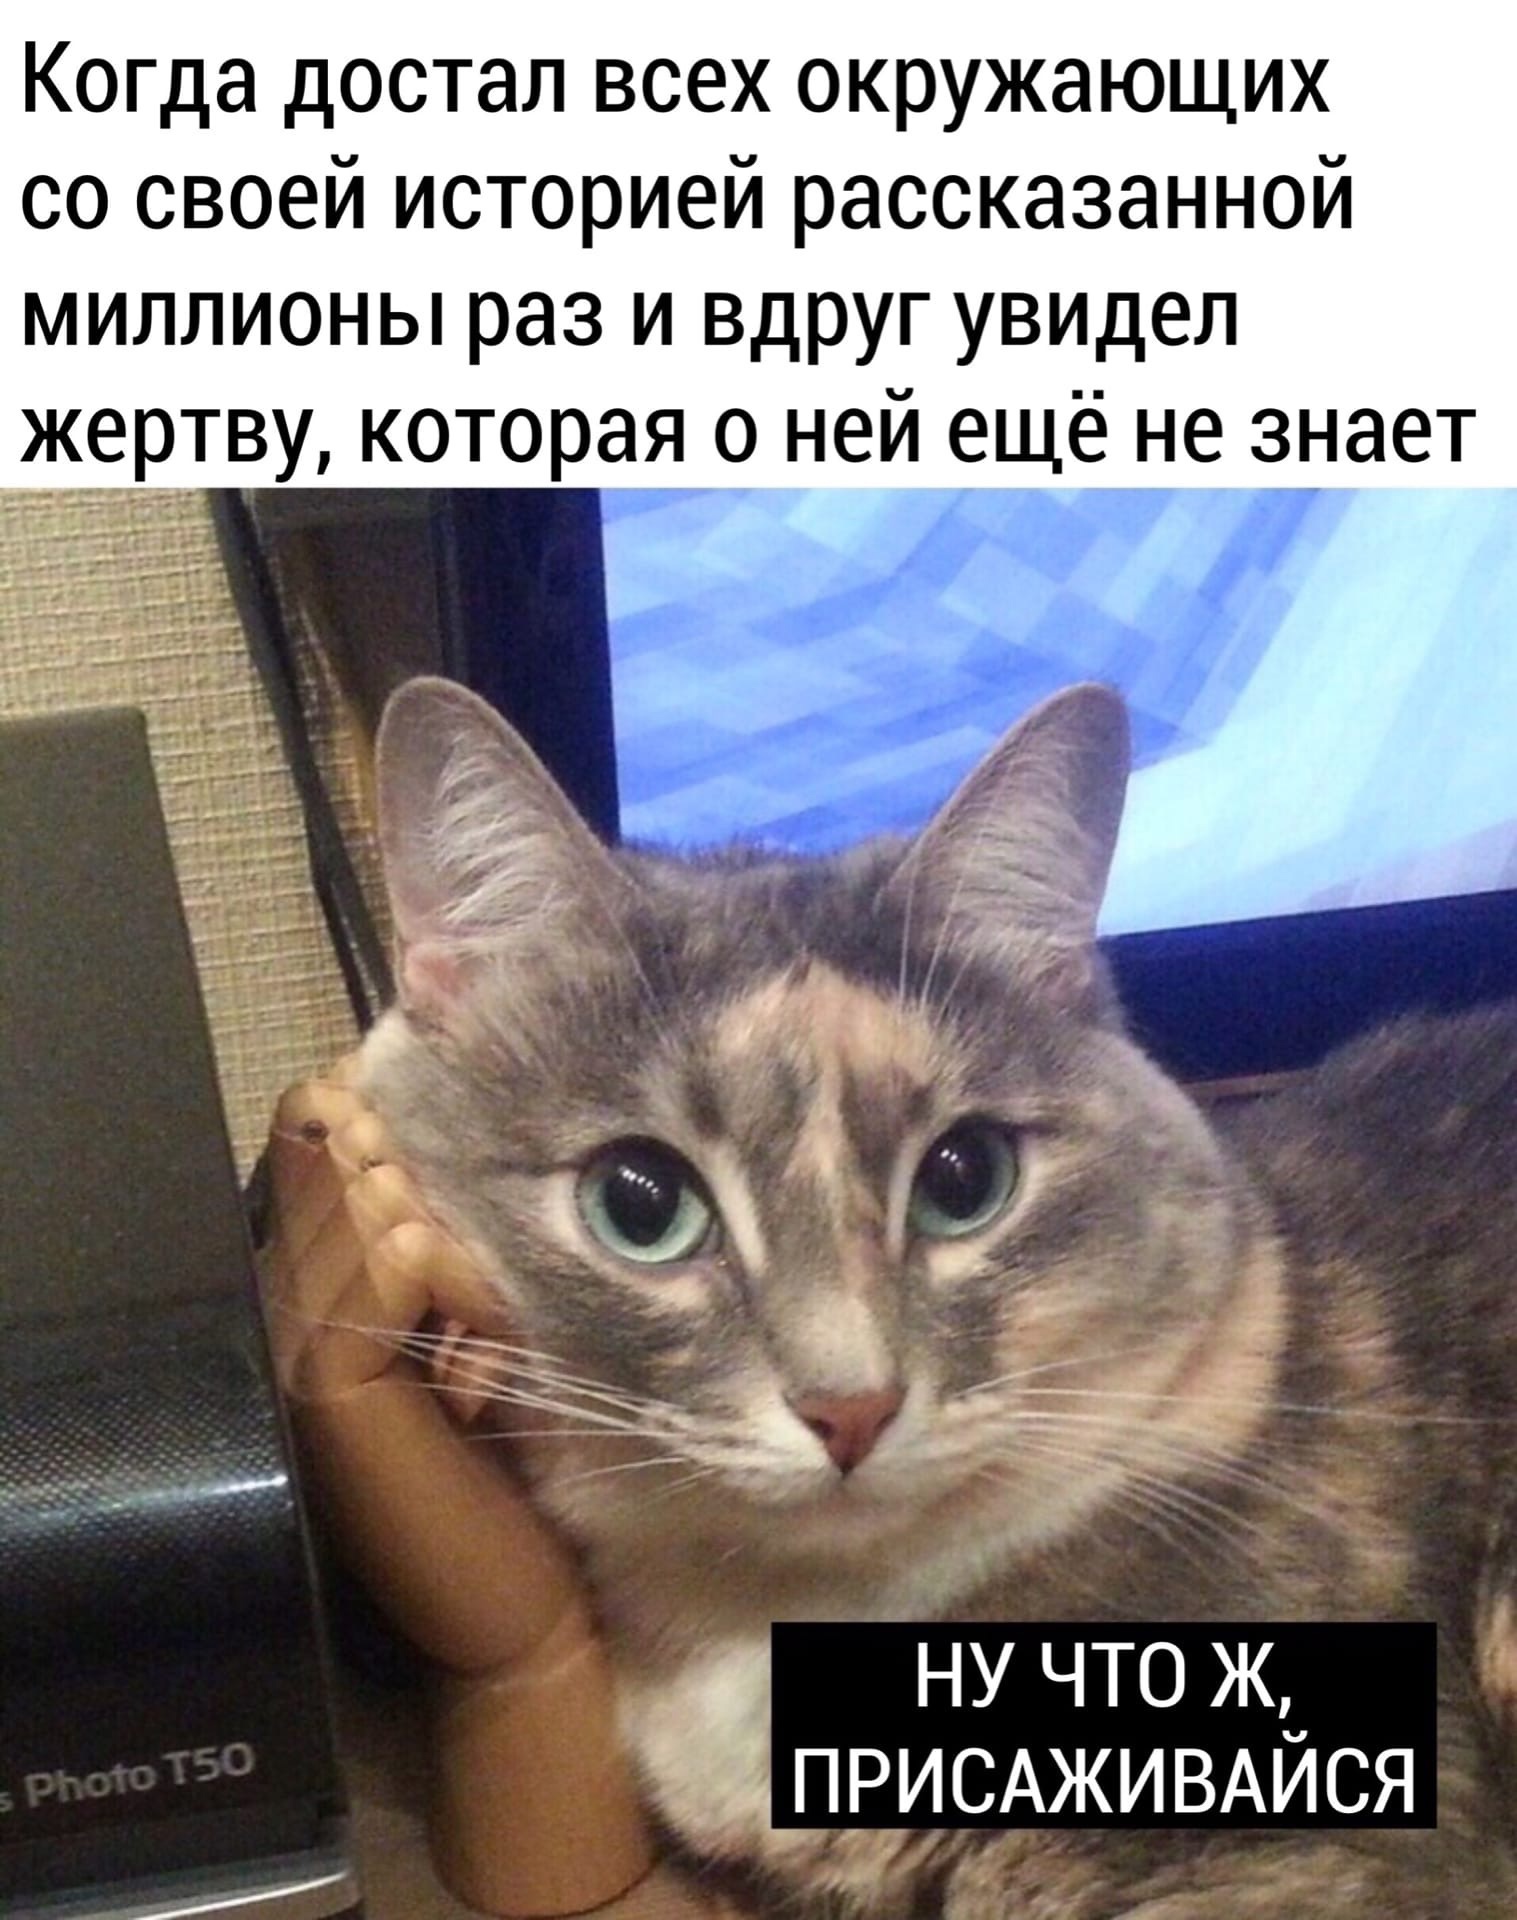 Когда достал всех окружающих
со своей историей рассказанной
миллионы раз и вдруг увидел
жертву, которая о ней ещё не знает
s Photo T50
НУ ЧТО Ж,
ПРИСАЖИВАЙСЯ